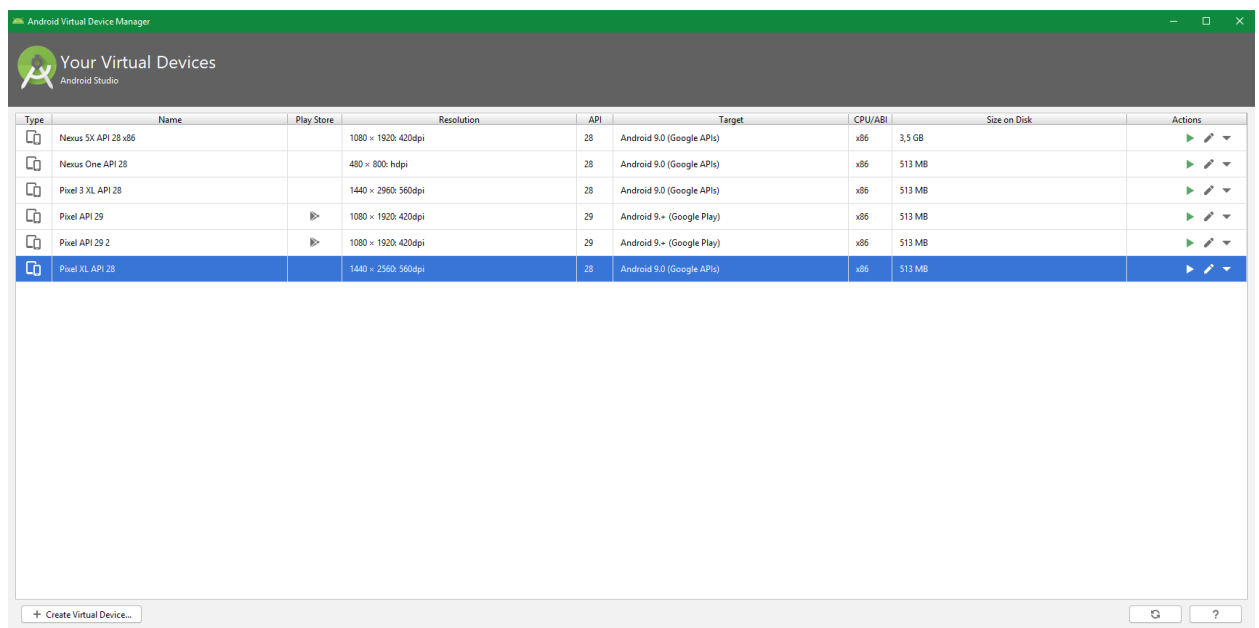 Android Virtual Device Manager
Your Virtual Devices
Android Studio
Type Name Play Store Resolution API Target CPU/ABI Size on Disk Actions
Nexus 5X API 28 x86 1080 × 1920: 420dpi 28 Android 9.0 (Google APIs) x86 3,5 GB
Nexus One API 28 480 × 800: hdpi 28 Android 9.0 (Google APIs) x86 513 MB
Pixel 3 XL API 28 1440 × 2960: 560dpi 28 Android 9.0 (Google APIs) x86 513 MB
Pixel API 29 1080 × 1920: 420dpi 29 Android 9.+ (Google Play) x86 513 MB
Pixel API 29 2 1080 × 1920: 420dpi 29 Android 9.+ (Google Play) x86 513 MB
Pixel XL API 28 1440 × 2560: 560dpi 28 Android 9.0 (Google APIs) x86 513 MB
+ Create Virtual Device... ?